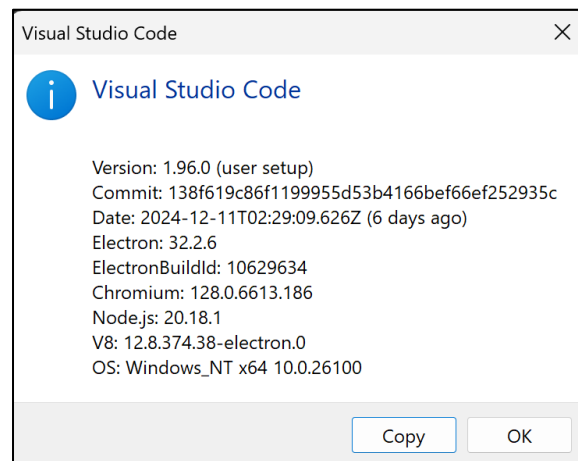 Visual Studio Code
Visual Studio Code
Version: 1.96.0 (user setup)
Commit: 138f619c86f1199955d53b4166bef66ef252935c
Date: 2024-12-11T02:29:09.626Z (6 days ago)
Electron: 32.2.6
ElectronBuildId: 10629634
Chromium: 128.0.6613.186
Node.js: 20.18.1
V8: 12.8.374.38-electron.0
OS: Windows_NT x64 10.0.26100
Copy OK